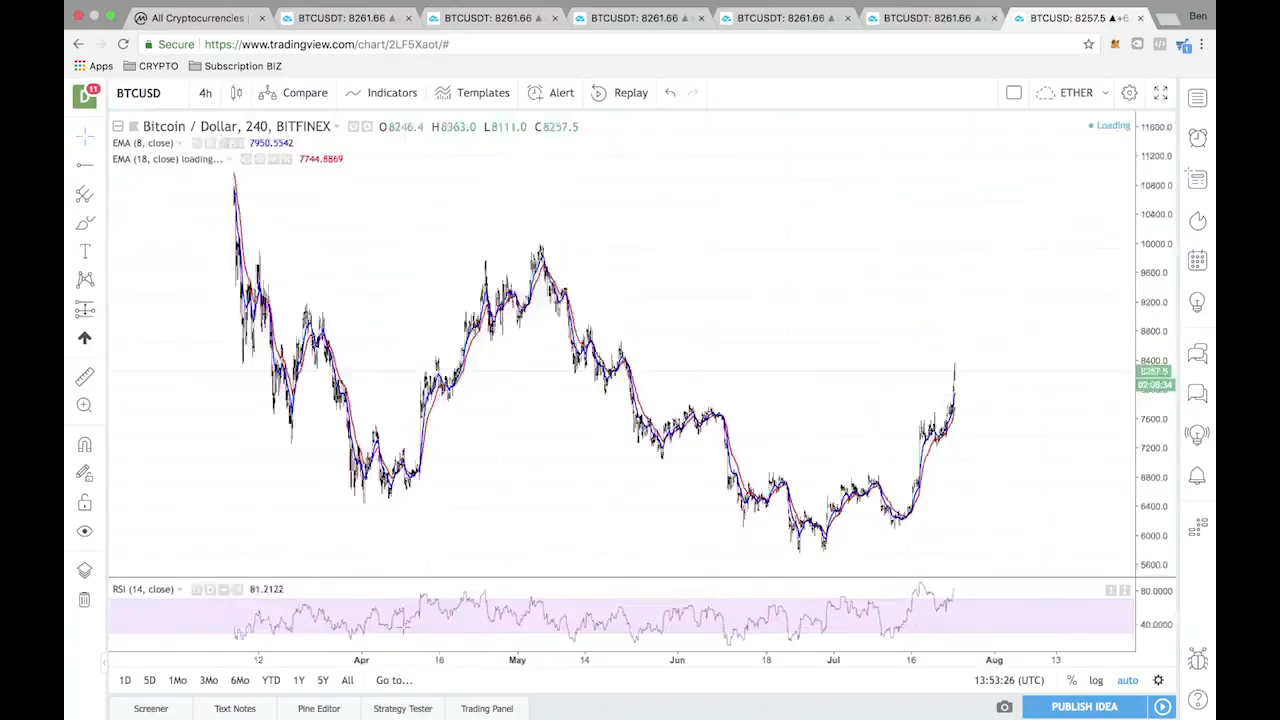 All Cryptocurrencies
BTCUSDT: 8261.66
BTCUSDT: 8261.66
BTCUSDT: 8261.66
BTCUSDT: 8261.66
BTCUSDT: 8261.66
BTCUSD: 8257.5 ▲+6
Ben
Secure
https://www.tradingview.com/chart/2LF5Xaot/#
1
Apps
CRYPTO
Subscription BIZ
D
11
BTCUSD
4h
Compare
Indicators
Templates
Alert
Replay
ETHER
Bitcoin / Dollar, 240, BITFINEX
O8246.4 H8363.0 L8111.0 C8257.5
Loading
EMA (8, close)
7950.5542
EMA (18, close) loading...
7744.8869
11600.0
11200.0
10800.0
10400.0
10000.0
9600.0
9200.0
8800.0
8400.0
8257.5
02:06:34
7600.0
7200.0
6800.0
6400.0
6000.0
5600.0
RSI (14, close)
81.2122
80.0000
40.0000
12 Apr 16 May 14 Jun 18 Jul 16 Aug 13
1D 5D 1Mo 3Mo 6Mo YTD 1Y 5Y All Go to...
13:53:26 (UTC) % log auto
Screener
Text Notes
Pine Editor
Strategy Tester
Trading Panel
PUBLISH IDEA